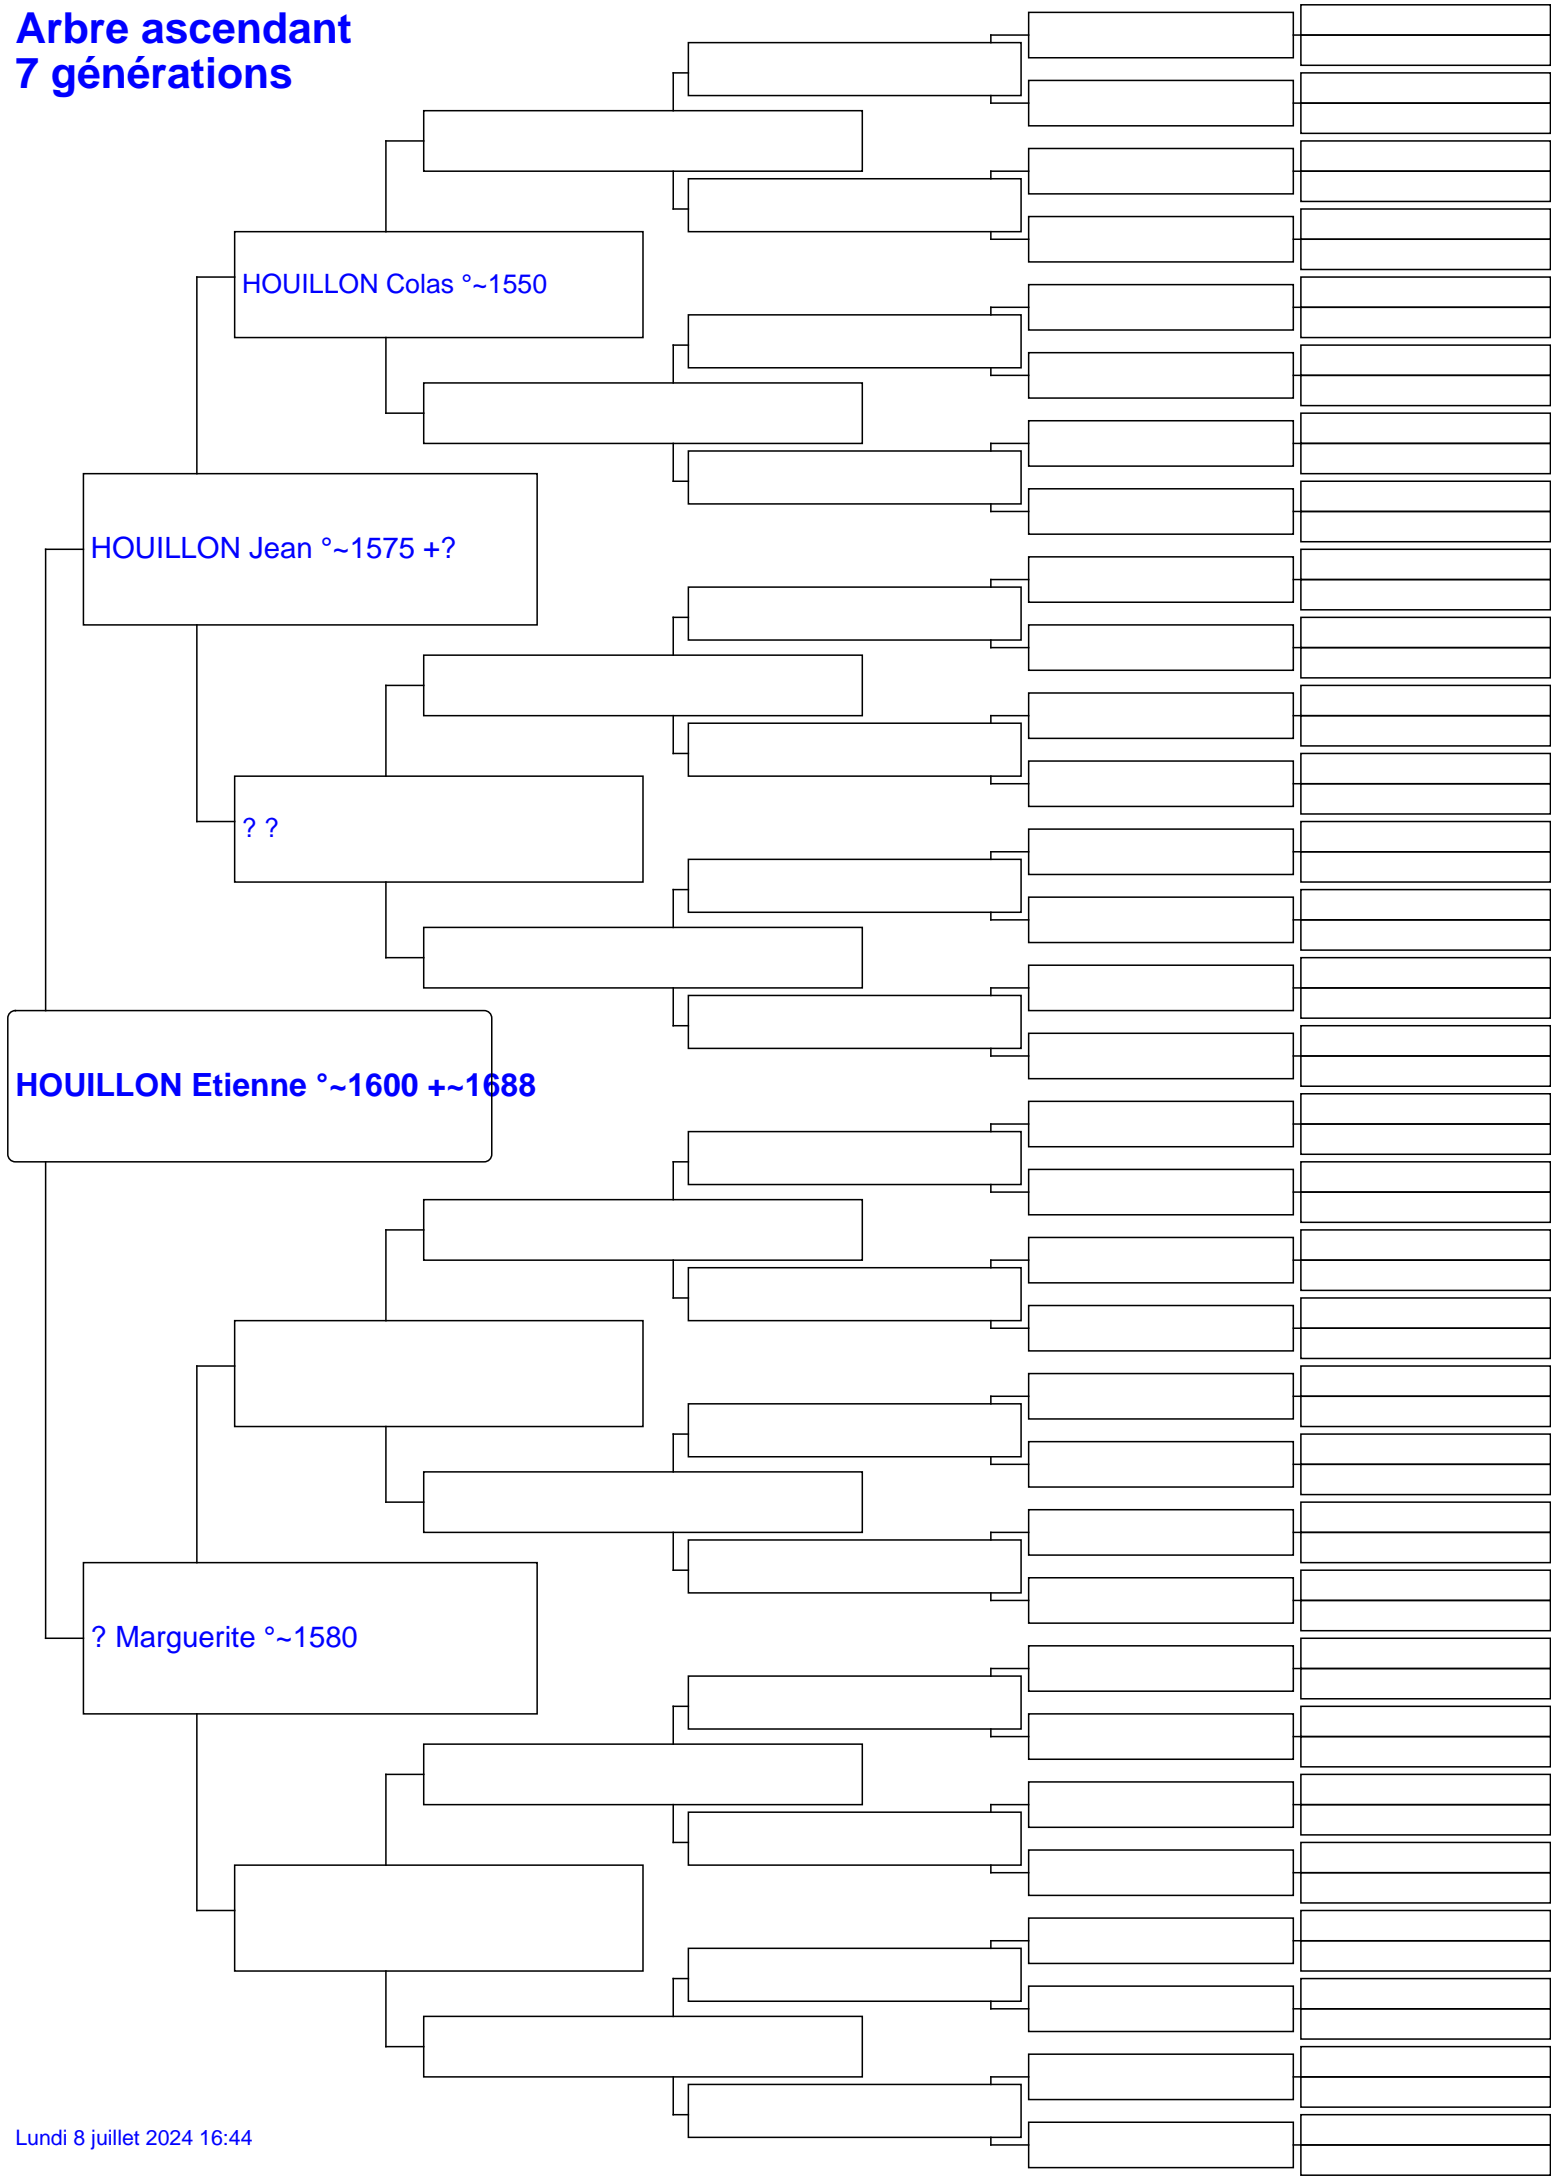 Arbre ascendant
7 générations
HOUILLON Colas °~1550
HOUILLON Jean °~1575 +?
? ?
HOUILLON Etienne °~1600 +~1688
? Marguerite °~1580
Lundi 8 juillet 2024 16:44